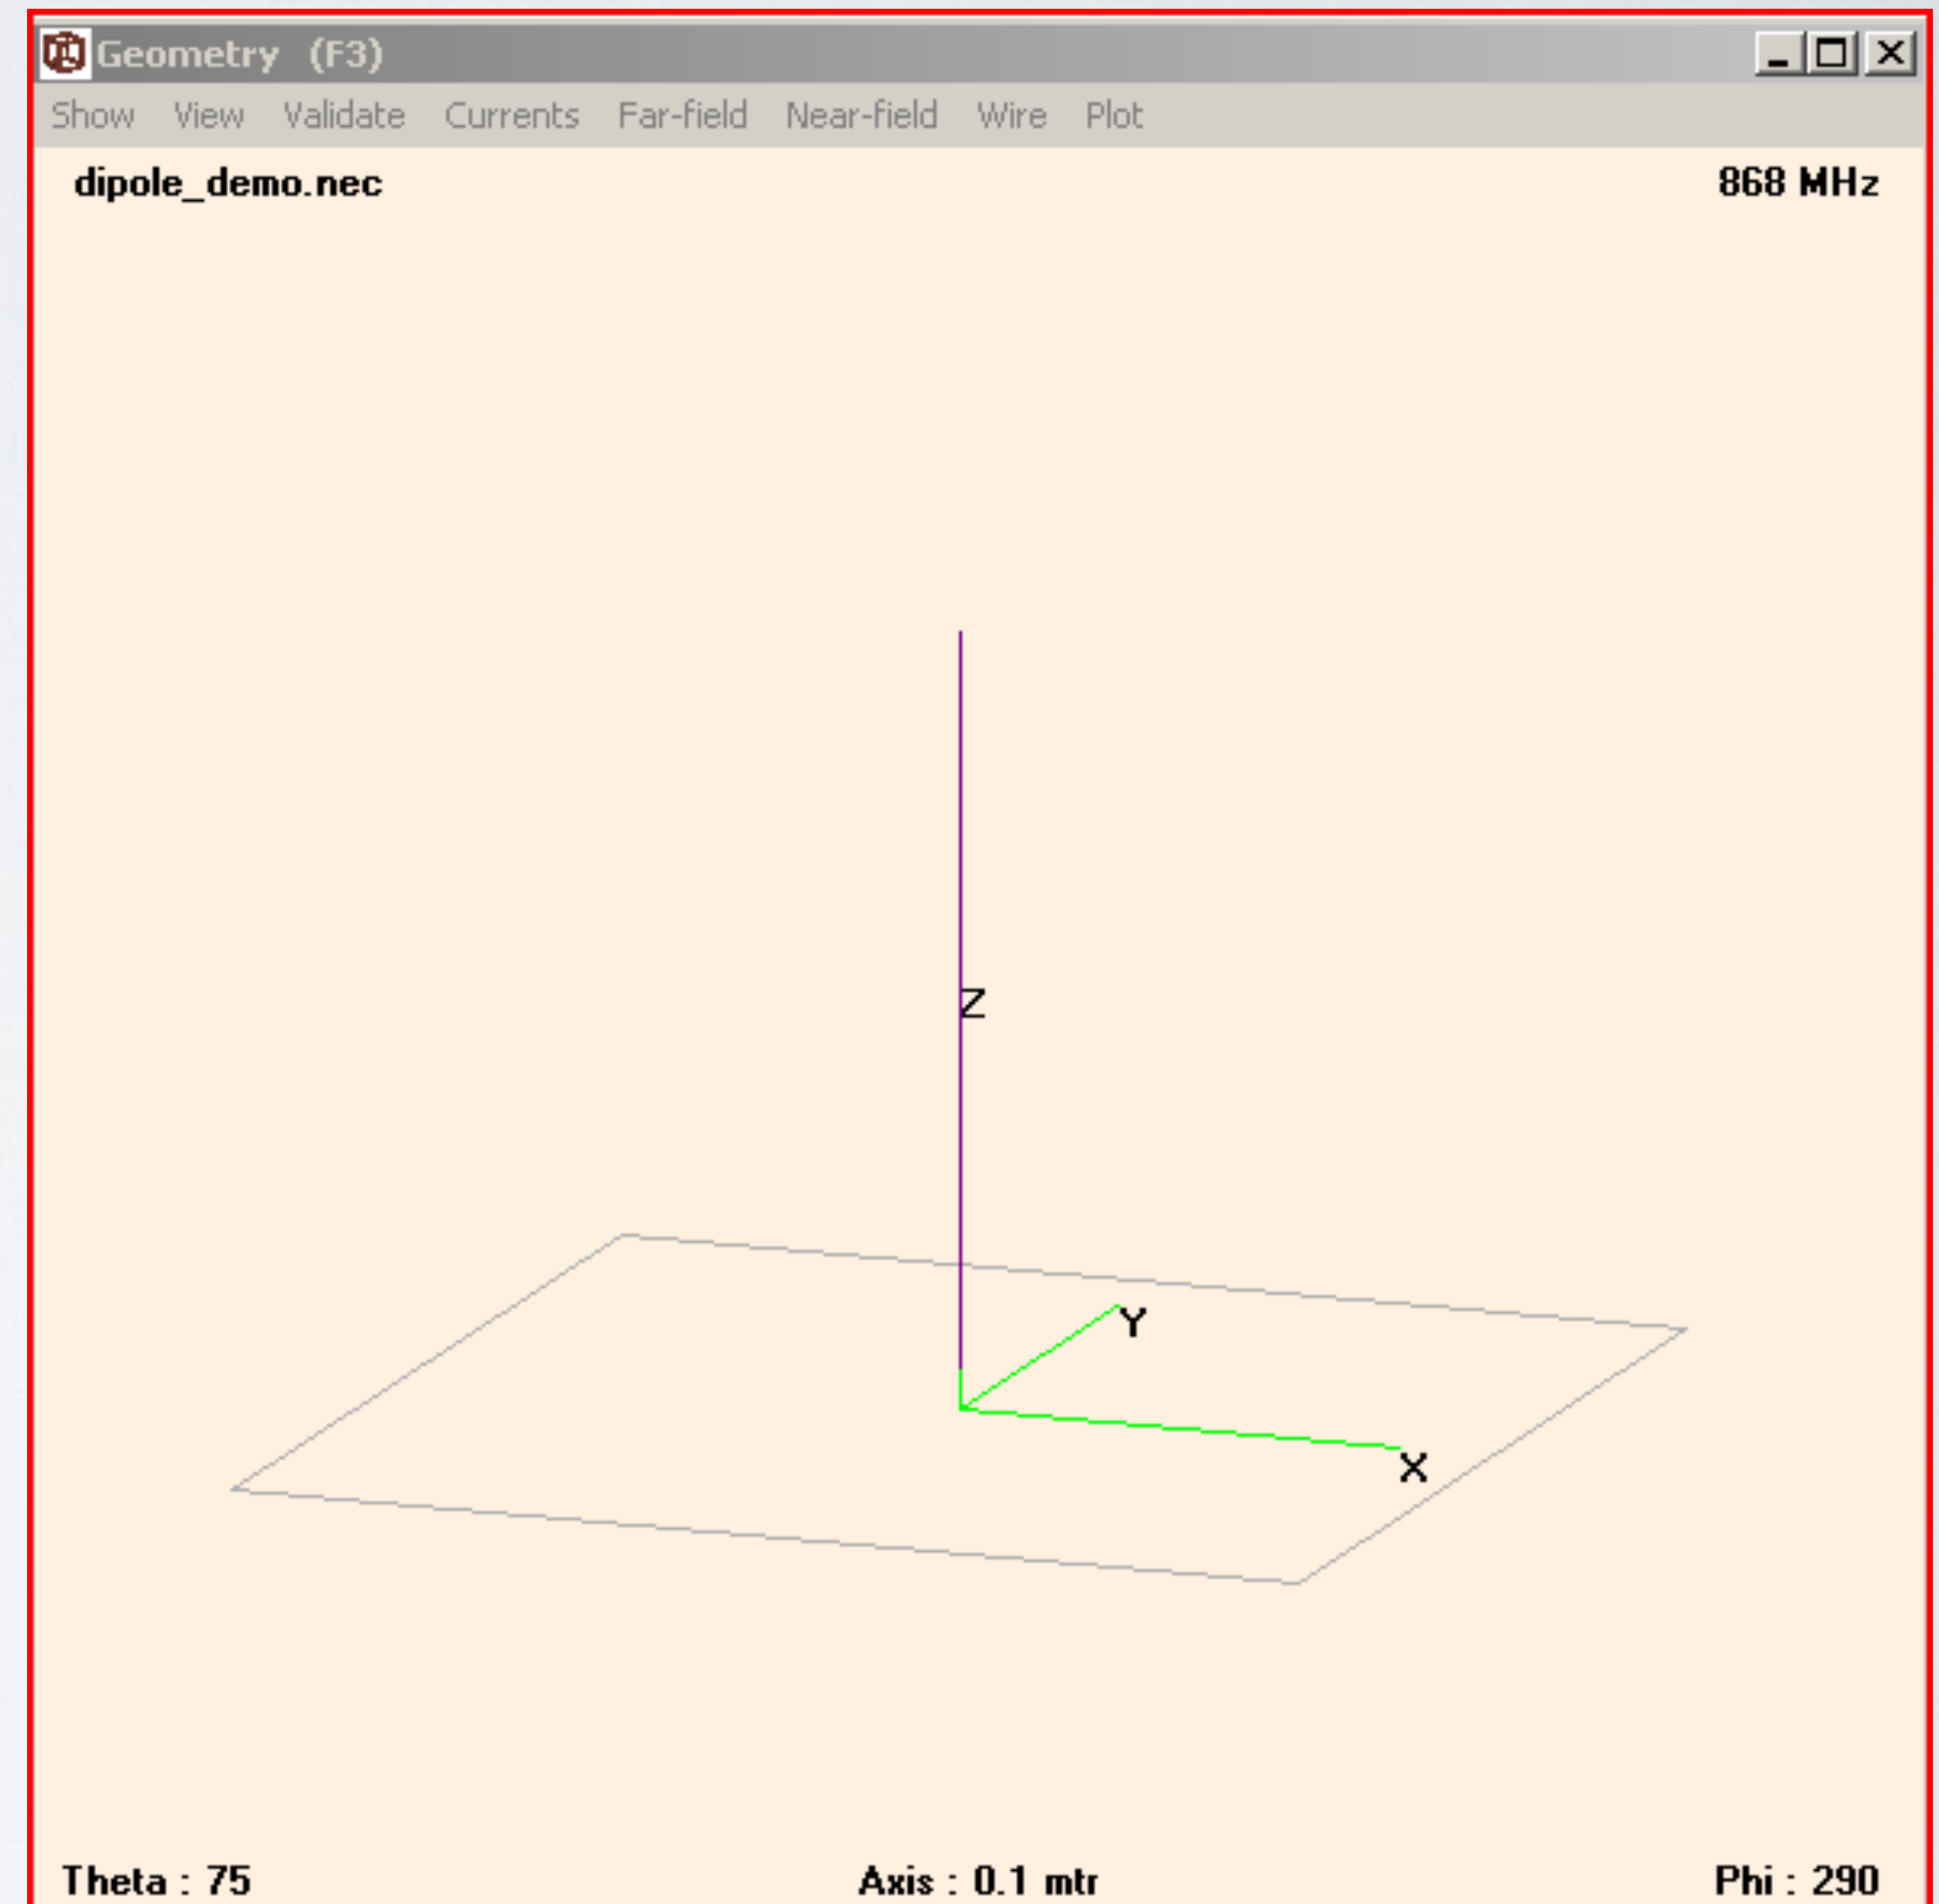 Geometry (F3)
Show View Validate Currents Far-field Near-field Wire Plot
dipole_demo.nec 868 MHz
Z
Y
X
Theta : 75 Axis : 0.1 mtr Phi : 290